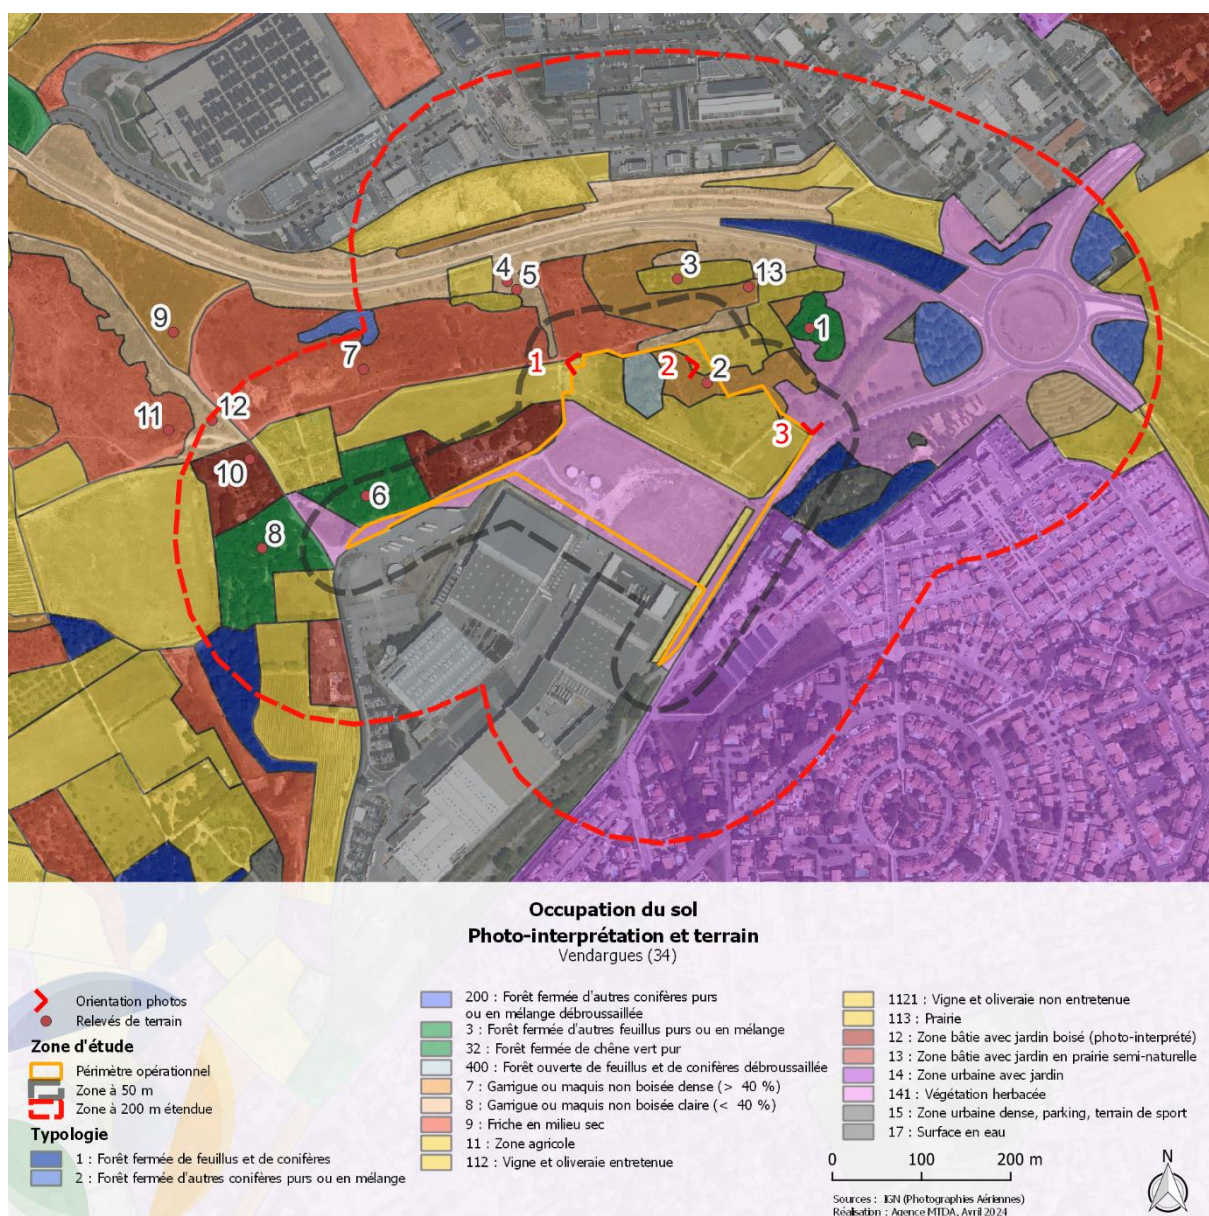 4
5
3
13
9
1
7
1
2
2
11
12
3
10
6
8
Occupation du sol
Photo-interprétation et terrain
Vendargues (34)
Orientation photos
Relevés de terrain
Zone d'étude
Périmètre opérationnel
Zone à 50 m
Zone à 200 m étendue
Typologie
1 : Forêt fermée de feuillus et de conifères
2 : Forêt fermée d'autres conifères purs ou en mélange
200 : Forêt fermée d'autres conifères purs
ou en mélange débroussaillée
3 : Forêt fermée d'autres feuillus purs ou en mélange
32 : Forêt fermée de chêne vert pur
400 : Forêt ouverte de feuillus et de conifères débroussaillée
7 : Garrigue ou maquis non boisée dense (> 40 %)
8 : Garrigue ou maquis non boisée claire (< 40 %)
9 : Friche en milieu sec
11 : Zone agricole
112 : Vigne et oliveraie entretenue
1121 : Vigne et oliveraie non entretenue
113 : Prairie
12 : Zone bâtie avec jardin boisé (photo-interprété)
13 : Zone bâtie avec jardin en prairie semi-naturelle
14 : Zone urbaine avec jardin
141 : Végétation herbacée
15 : Zone urbaine dense, parking, terrain de sport
17 : Surface en eau
0 100 200 m
N
Sources : IGN (Photographies Aériennes)
Réalisation : Agence MTDA, Avril 2024